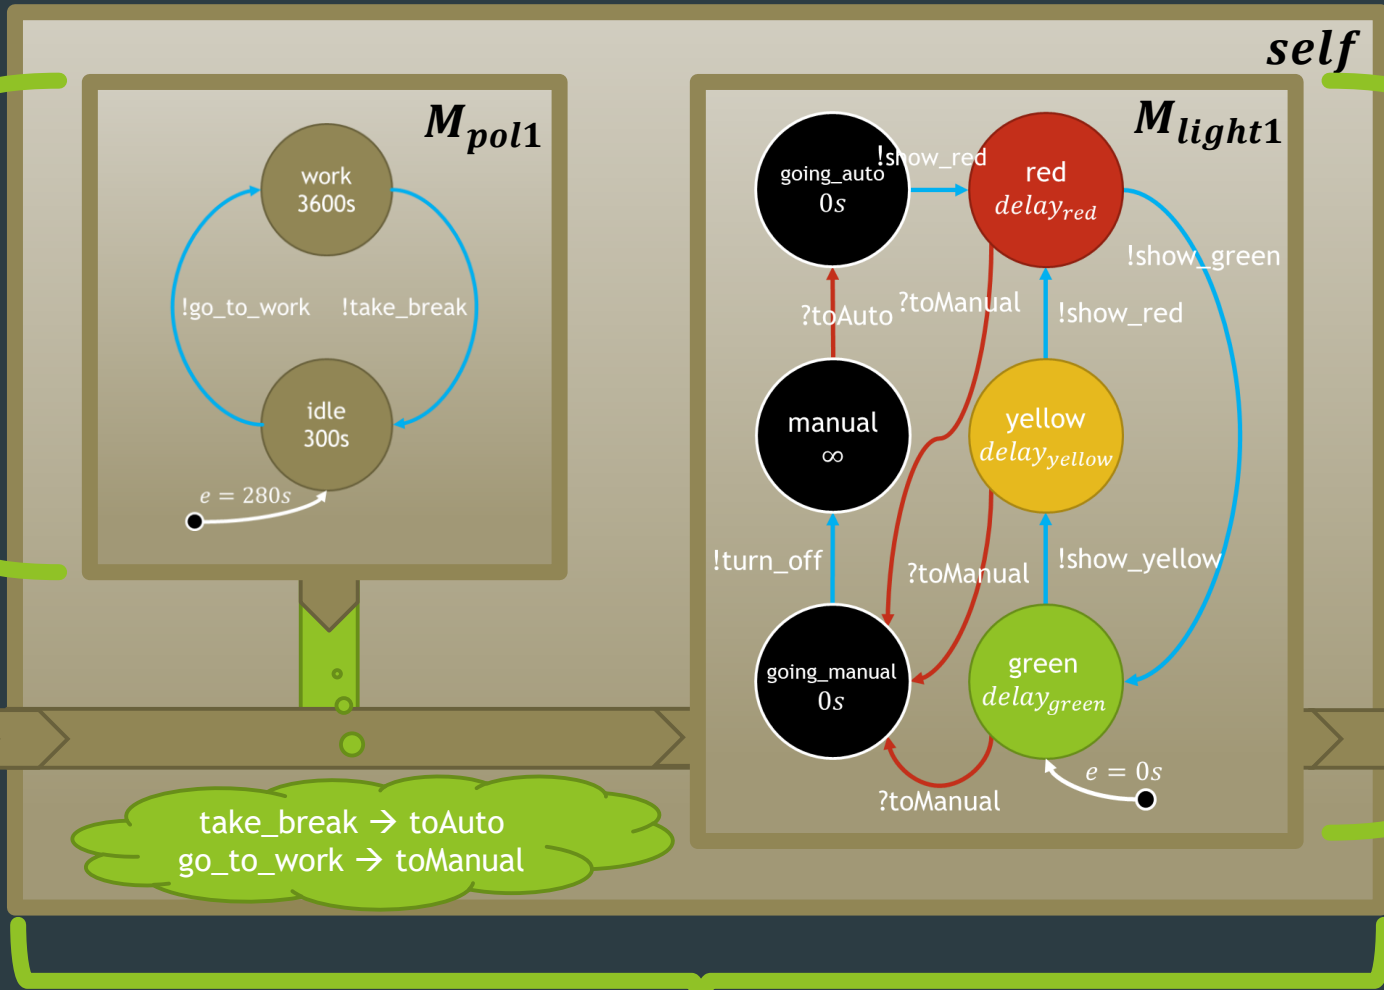 self
M_pol1
work
3600s
!go_to_work
!take_break
idle
300s
e = 280s
M_light1
going_auto
0s
!show_red
red
delay_red
!show_green
?toAuto
?toManual
!show_red
manual
∞
yellow
delay_yellow
!turn_off
?toManual
!show_yellow
going_manual
0s
green
delay_green
e = 0s
?toManual
take_break → toAuto
go_to_work → toManual